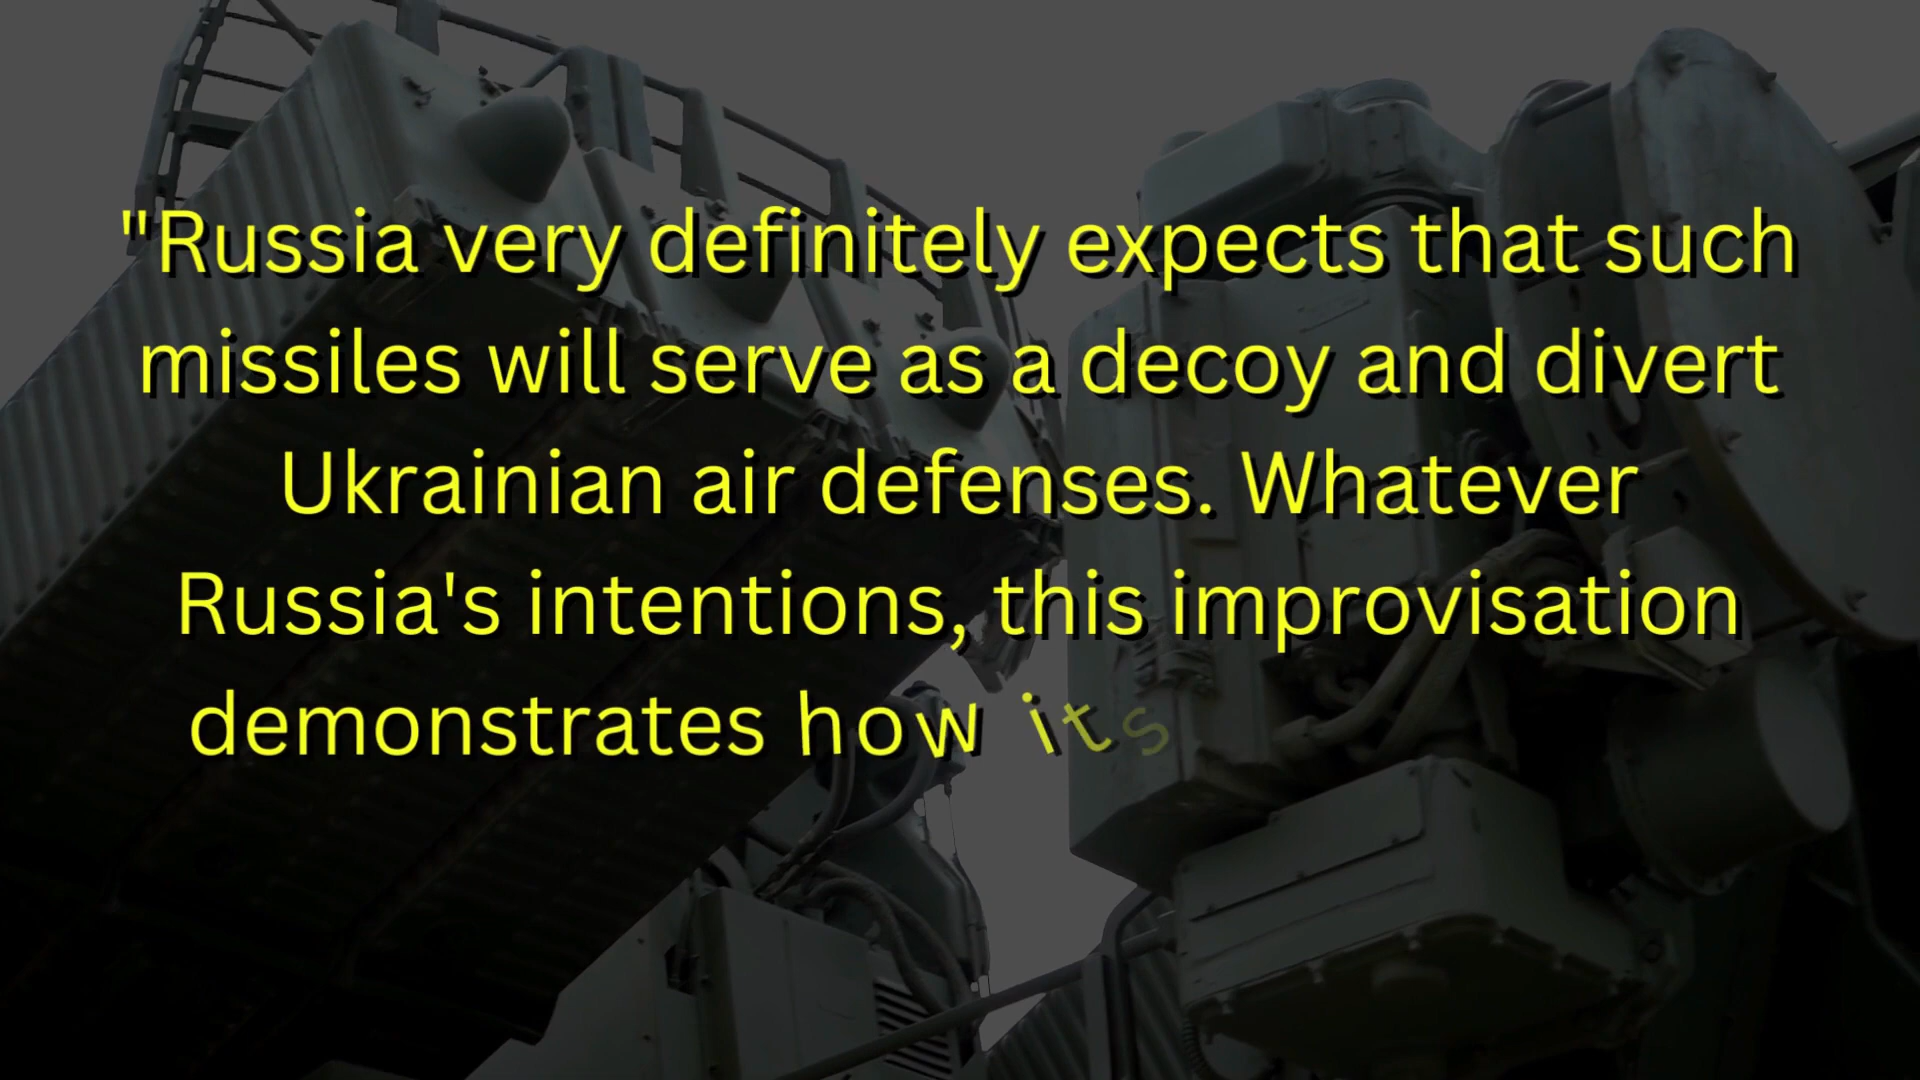 "Russia very definitely expects that such
missiles will serve as a decoy and divert
Ukrainian air defenses. Whatever
Russia's intentions, this improvisation
demonstrates how its